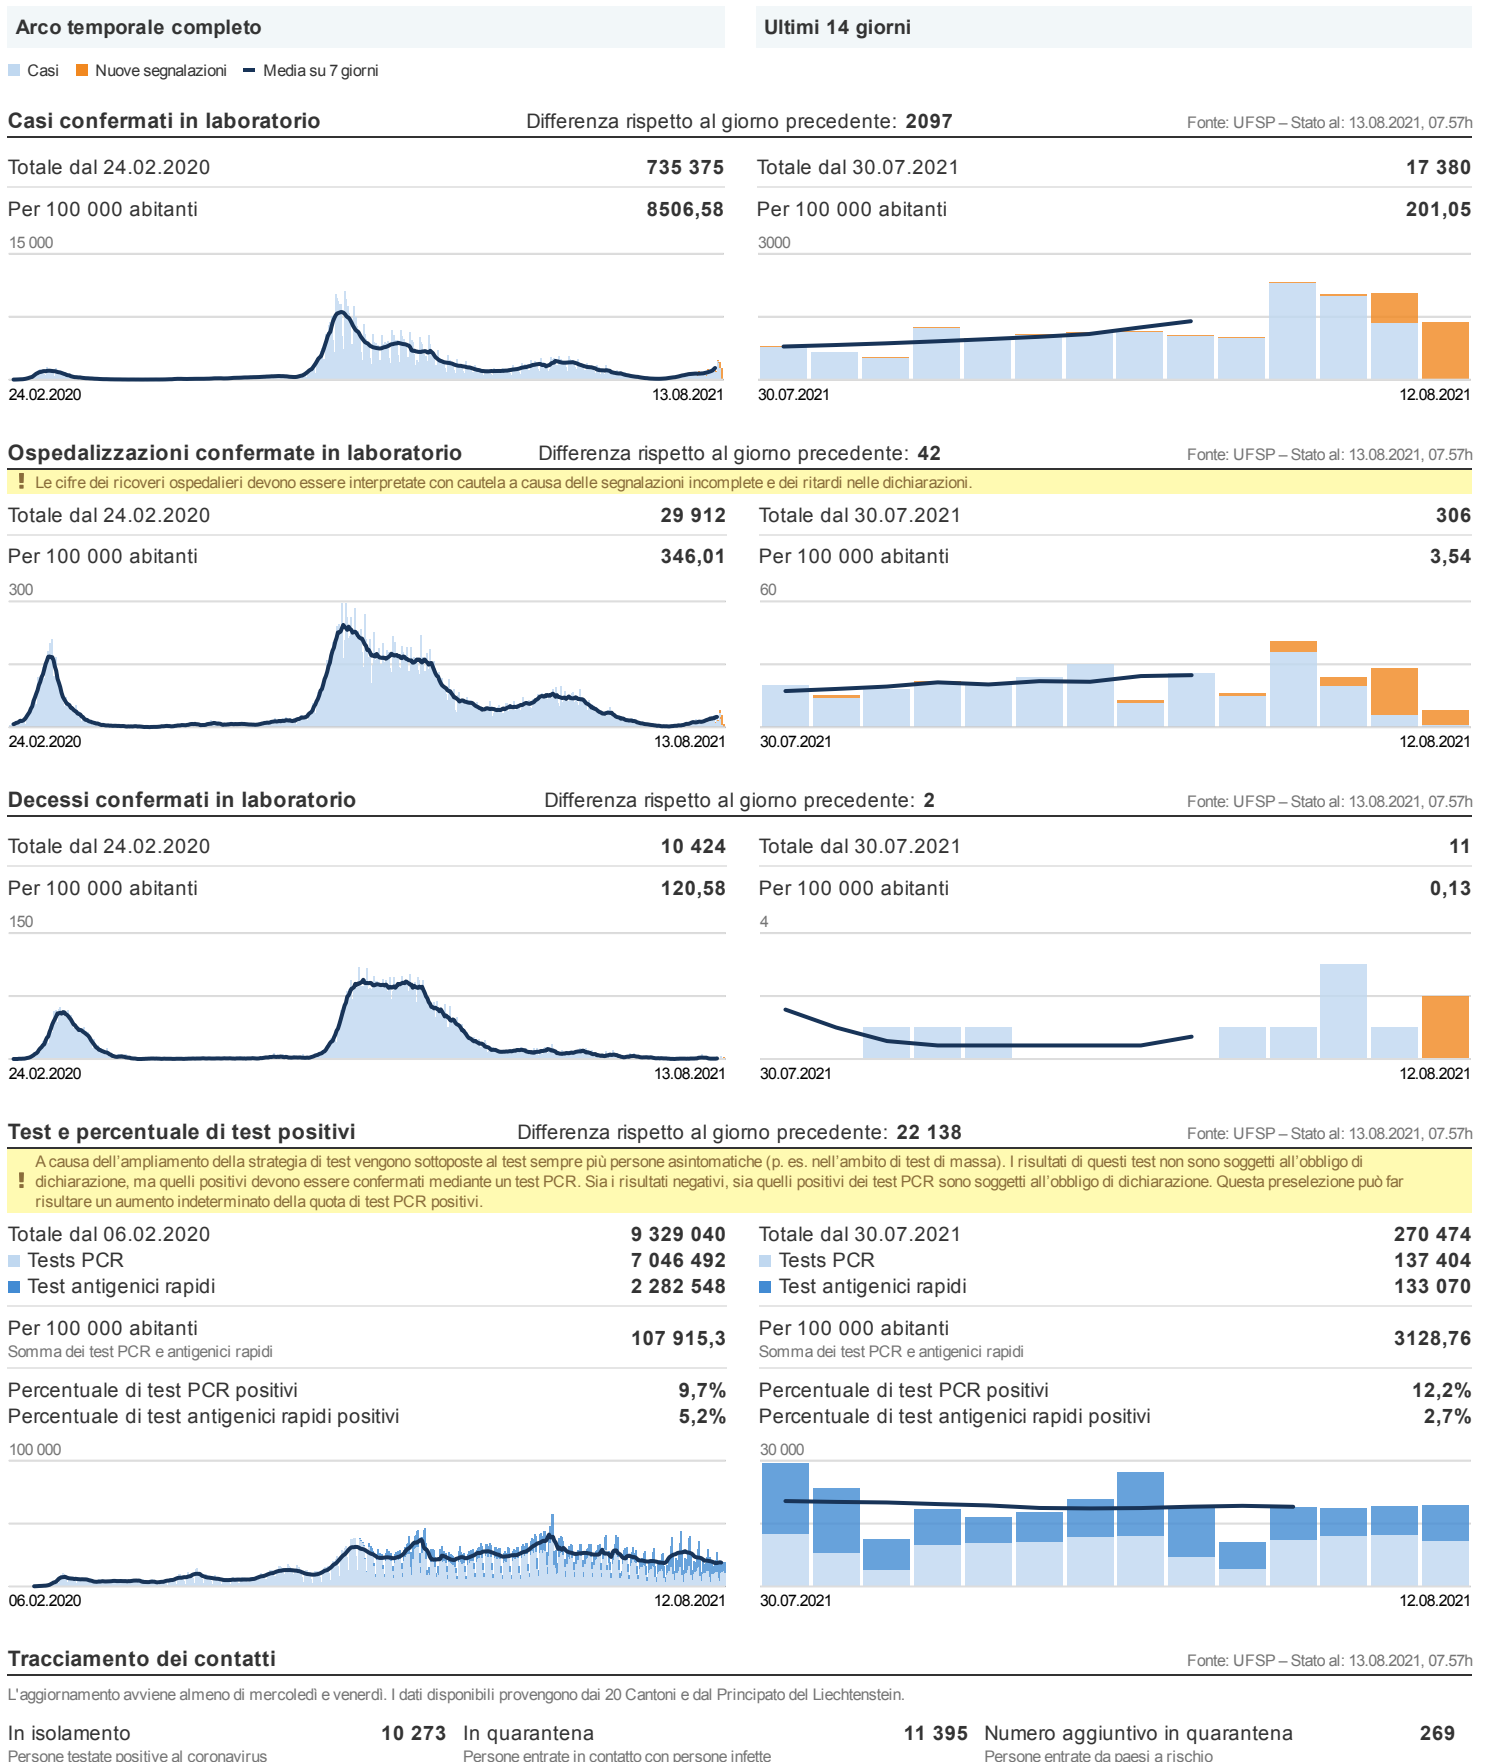 Arco temporale completo
Ultimi 14 giorni
Casi Nuove segnalazioni Media su 7 giorni
Casi confermati in laboratorio Differenza rispetto al giorno precedente: 2097 Fonte: UFSP – Stato al: 13.08.2021, 07.57h
Totale dal 24.02.2020 735 375
Per 100 000 abitanti 8506,58
15 000
24.02.2020 13.08.2021
Totale dal 30.07.2021 17 380
Per 100 000 abitanti 201,05
3000
30.07.2021 12.08.2021
Ospedalizzazioni confermate in laboratorio Differenza rispetto al giorno precedente: 42 Fonte: UFSP – Stato al: 13.08.2021, 07.57h
! Le cifre dei ricoveri ospedalieri devono essere interpretate con cautela a causa delle segnalazioni incomplete e dei ritardi nelle dichiarazioni.
Totale dal 24.02.2020 29 912
Per 100 000 abitanti 346,01
300
24.02.2020 13.08.2021
Totale dal 30.07.2021 306
Per 100 000 abitanti 3,54
60
30.07.2021 12.08.2021
Decessi confermati in laboratorio Differenza rispetto al giorno precedente: 2 Fonte: UFSP – Stato al: 13.08.2021, 07.57h
Totale dal 24.02.2020 10 424
Per 100 000 abitanti 120,58
150
24.02.2020 13.08.2021
Totale dal 30.07.2021 11
Per 100 000 abitanti 0,13
4
30.07.2021 12.08.2021
Test e percentuale di test positivi Differenza rispetto al giorno precedente: 22 138 Fonte: UFSP – Stato al: 13.08.2021, 07.57h
A causa dell'ampliamento della strategia di test vengono sottoposte al test sempre più persone asintomatiche (p. es. nell'ambito di test di massa). I risultati di questi test non sono soggetti all'obbligo di
! dichiarazione, ma quelli positivi devono essere confermati mediante un test PCR. Sia i risultati negativi, sia quelli positivi dei test PCR sono soggetti all'obbligo di dichiarazione. Questa preselezione può far
risultare un aumento indeterminato della quota di test PCR positivi.
Totale dal 06.02.2020 9 329 040
Tests PCR 7 046 492
Test antigenici rapidi 2 282 548
Per 100 000 abitanti 107 915,3
Somma dei test PCR e antigenici rapidi
Percentuale di test PCR positivi 9,7%
Percentuale di test antigenici rapidi positivi 5,2%
100 000
06.02.2020 12.08.2021
Totale dal 30.07.2021 270 474
Tests PCR 137 404
Test antigenici rapidi 133 070
Per 100 000 abitanti 3128,76
Somma dei test PCR e antigenici rapidi
Percentuale di test PCR positivi 12,2%
Percentuale di test antigenici rapidi positivi 2,7%
30 000
30.07.2021 12.08.2021
Tracciamento dei contatti Fonte: UFSP – Stato al: 13.08.2021, 07.57h
L'aggiornamento avviene almeno di mercoledì e venerdì. I dati disponibili provengono dai 20 Cantoni e dal Principato del Liechtenstein.
In isolamento 10 273
Persone testate positive al coronavirus
In quarantena 11 395
Persone entrate in contatto con persone infette
Numero aggiuntivo in quarantena 269
Persone entrate da paesi a rischio